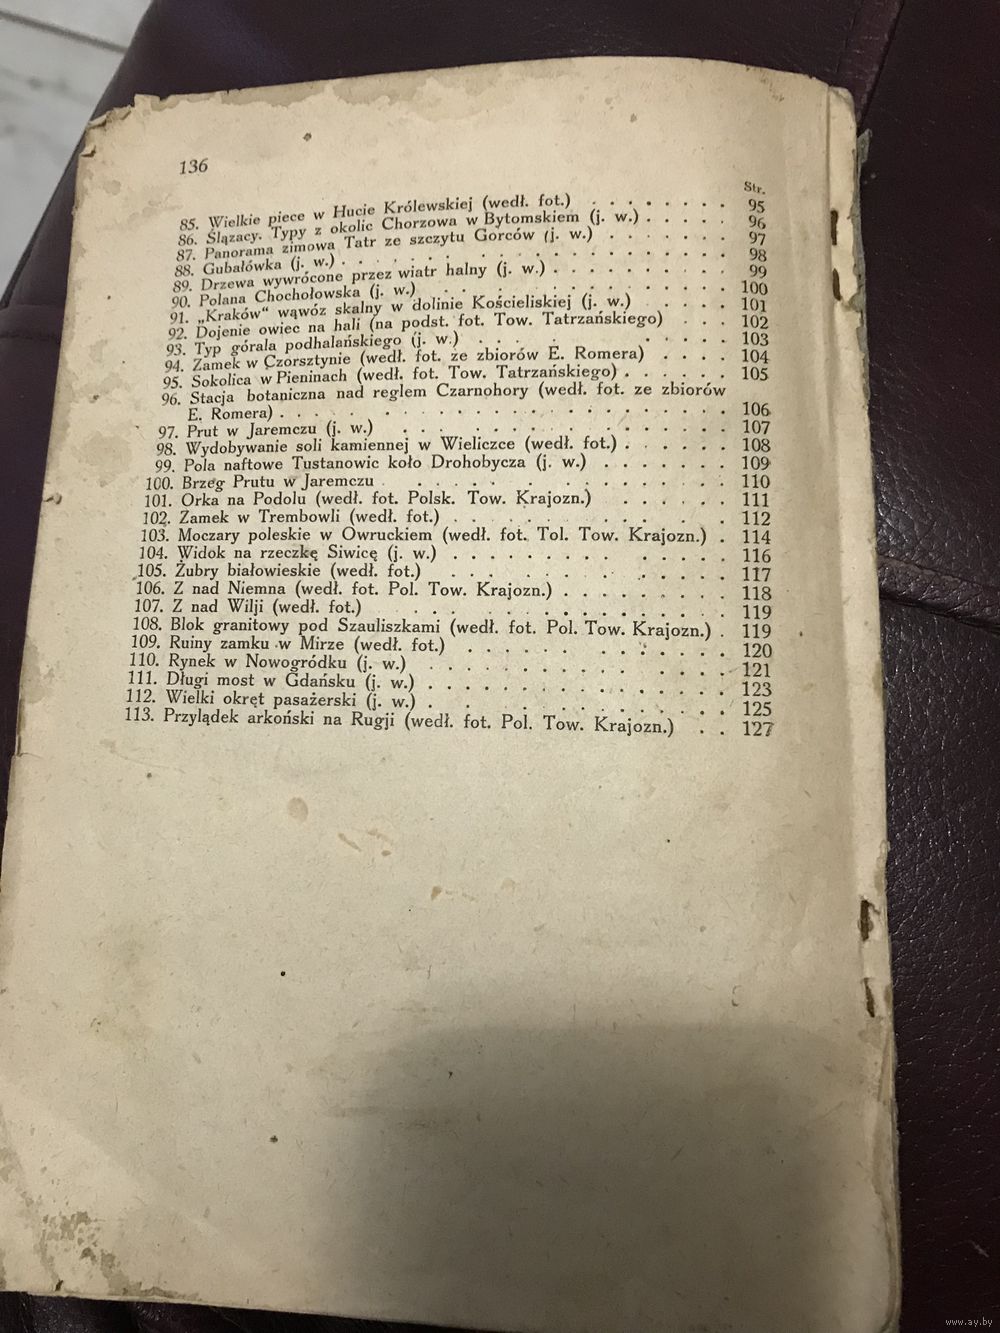 136
Str.
85. Wielkie piece w Hucie Królewskiej (wedł. fot.) . . . . . . . . 95
86. Ślązacy. Typy z okolic Chorzowa w Bytomskiem (j. w.) . . . . . 96
87. Panorama zimowa Tatr ze szczytu Gorców (j. w.) . . . . . . . 97
88. Gubałówka (j. w.) . . . . . . . . . . . . . . . . . 98
89. Drzewa wywrócone przez wiatr halny (j. w.) . . . . . . . . . 99
90. Polana Chochołowska (j. w.) . . . . . . . . . . . . . 100
91. „Kraków“ wąwóz skalny w dolinie Kościeliskiej (j. w.) . . . . 101
92. Dojenie owiec na hali (na podst. fot. Tow. Tatrzańskiego) . . . 102
93. Typ górala podhalańskiego (j. w.) . . . . . . . . . . . 103
94. Zamek w Czorsztynie (wedł. fot. ze zbiorów E. Romera) . . . . 104
95. Sokolica w Pieninach (wedł. fot. Tow. Tatrzańskiego) . . . . . . 105
96. Stacja botaniczna nad reglem Czarnohory (wedł. fot. ze zbiorów
E. Romera) . . . . . . . . . . . . . . . . . . . . 106
97. Prut w Jaremczu (j. w.) . . . . . . . . . . . . . . . 107
98. Wydobywanie soli kamiennej w Wieliczce (wedł. fot.) . . . . . . 108
99. Pola naftowe Tustanowic koło Drohobycza (j. w.) . . . . . . . 109
100. Brzeg Prutu w Jaremczu . . . . . . . . . . . . . . 110
101. Orka na Podolu (wedł. fot. Polsk. Tow. Krajozn.) . . . . . . 111
102. Zamek w Trembowli (wedł. fot.) . . . . . . . . . . . 112
103. Moczary poleskie w Owruckiem (wedł. fot. Tol. Tow. Krajozn.) . 114
104. Widok na rzeczkę Siwicę (j. w.) . . . . . . . . . . . . . 116
105. Żubry białowieskie (wedł. fot.) . . . . . . . . . . . . 117
106. Z nad Niemna (wedł. fot. Pol. Tow. Krajozn.) . . . . . . . . . 118
107. Z nad Wilji (wedł. fot.) . . . . . . . . . . . . . . 119
108. Blok granitowy pod Szauliszkami (wedł. fot. Pol. Tow. Krajozn.) . 119
109. Ruiny zamku w Mirze (wedł. fot.) . . . . . . . . . . . 120
110. Rynek w Nowogródku (j. w.) . . . . . . . . . . . . . 121
111. Długi most w Gdańsku (j. w.) . . . . . . . . . . . . . . . 123
112. Wielki okręt pasażerski (j. w.) . . . . . . . . . . . . . 125
113. Przylądek arkoński na Rugji (wedł. fot. Pol. Tow. Krajozn.) . . 127
www.ay.by